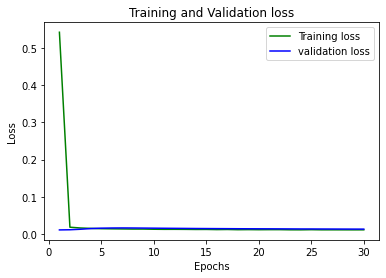 Training and Validation loss
Training loss
validation loss
Loss
0.5
0.4
0.3
0.2
0.1
0.0
0 5 10 15 20 25 30
Epochs